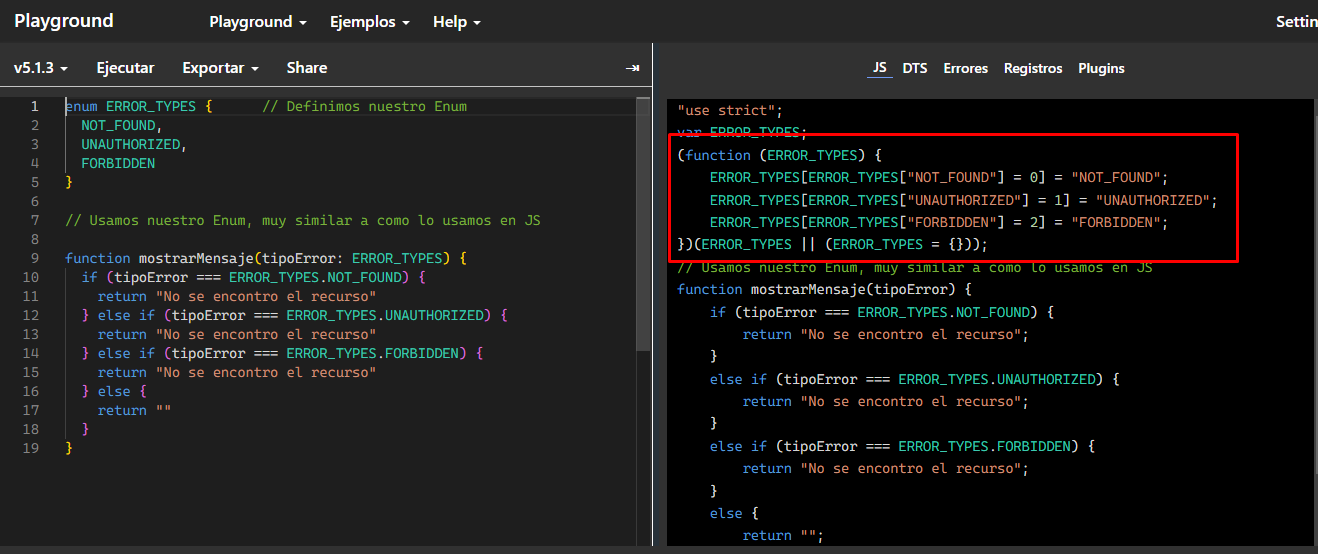 Playground
Playground
Ejemplos
Help
Settin
v5.1.3
Ejecutar
Exportar
Share
JS
DTS
Errores
Registros
Plugins
1 enum ERROR_TYPES {      // Definimos nuestro Enum
2   NOT_FOUND,
3   UNAUTHORIZED,
4   FORBIDDEN
5 }
6
7 // Usamos nuestro Enum, muy similar a como lo usamos en JS
8
9 function mostrarMensaje(tipoError: ERROR_TYPES) {
10   if (tipoError === ERROR_TYPES.NOT_FOUND) {
11     return "No se encontro el recurso"
12   } else if (tipoError === ERROR_TYPES.UNAUTHORIZED) {
13     return "No se encontro el recurso"
14   } else if (tipoError === ERROR_TYPES.FORBIDDEN) {
15     return "No se encontro el recurso"
16   } else {
17     return ""
18   }
19 }
"use strict";
var ERROR_TYPES;
(function (ERROR_TYPES) {
    ERROR_TYPES[ERROR_TYPES["NOT_FOUND"] = 0] = "NOT_FOUND";
    ERROR_TYPES[ERROR_TYPES["UNAUTHORIZED"] = 1] = "UNAUTHORIZED";
    ERROR_TYPES[ERROR_TYPES["FORBIDDEN"] = 2] = "FORBIDDEN";
})(ERROR_TYPES || (ERROR_TYPES = {}));
// Usamos nuestro Enum, muy similar a como lo usamos en JS
function mostrarMensaje(tipoError) {
    if (tipoError === ERROR_TYPES.NOT_FOUND) {
        return "No se encontro el recurso";
    }
    else if (tipoError === ERROR_TYPES.UNAUTHORIZED) {
        return "No se encontro el recurso";
    }
    else if (tipoError === ERROR_TYPES.FORBIDDEN) {
        return "No se encontro el recurso";
    }
    else {
        return "";